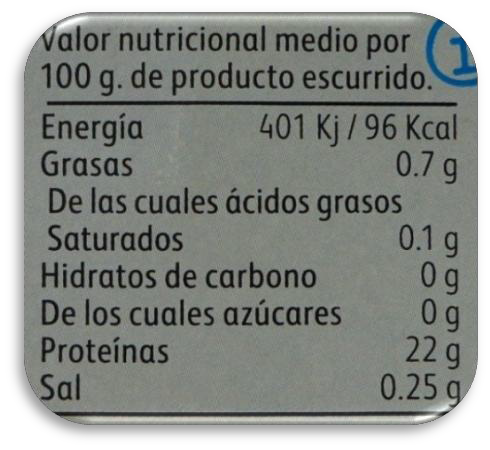 Valor nutricional medio por
100 g. de producto escurrido.
1
Energía 401 Kj / 96 Kcal
Grasas 0.7 g
De las cuales ácidos grasos
Saturados 0.1 g
Hidratos de carbono 0 g
De los cuales azúcares 0 g
Proteínas 22 g
Sal 0.25 g